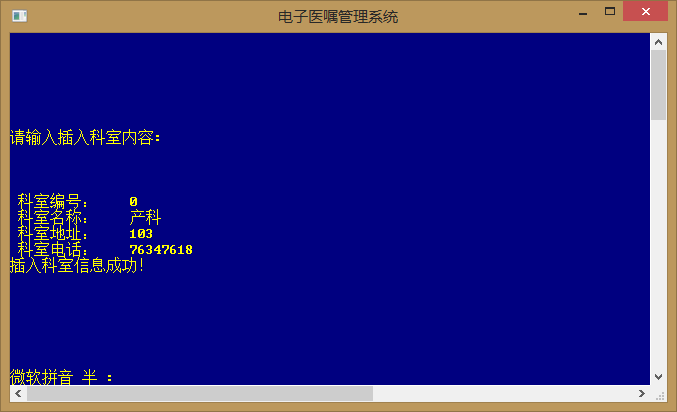 电子医嘱管理系统
请输入插入科室内容:
科室编号: 0
科室名称: 产科
科室地址: 103
科室电话: 76347618
插入科室信息成功!
微软拼音 半 :